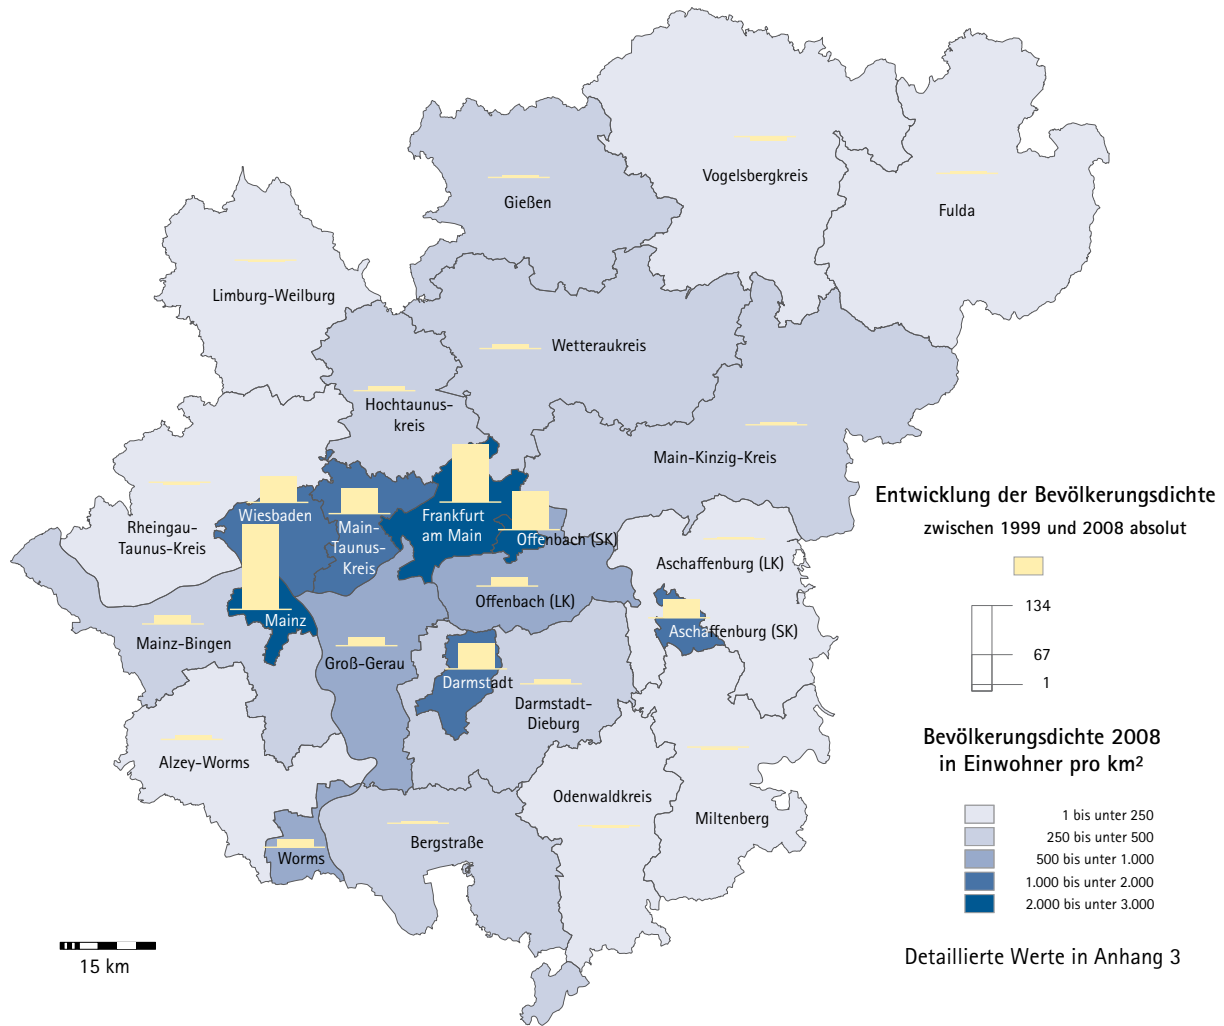 Vogelsbergkreis
Gießen
Fulda
Limburg-Weilburg
Wetteraukreis
Hochtaunus-
kreis
Main-Kinzig-Kreis
Wiesbaden
Main-
Taunus-
Kreis
Frankfurt
am Main
Offenbach (SK)
Rheingau-
Taunus-Kreis
Aschaffenburg (LK)
Offenbach (LK)
Mainz
Aschaffenburg (SK)
Mainz-Bingen
Groß-Gerau
Darmstadt
Darmstadt-
Dieburg
Alzey-Worms
Odenwaldkreis
Miltenberg
Bergstraße
Worms
15 km
Entwicklung der Bevölkerungsdichte
zwischen 1999 und 2008 absolut
134
67
1
Bevölkerungsdichte 2008
in Einwohner pro km²
1 bis unter 250
250 bis unter 500
500 bis unter 1.000
1.000 bis unter 2.000
2.000 bis unter 3.000
Detaillierte Werte in Anhang 3